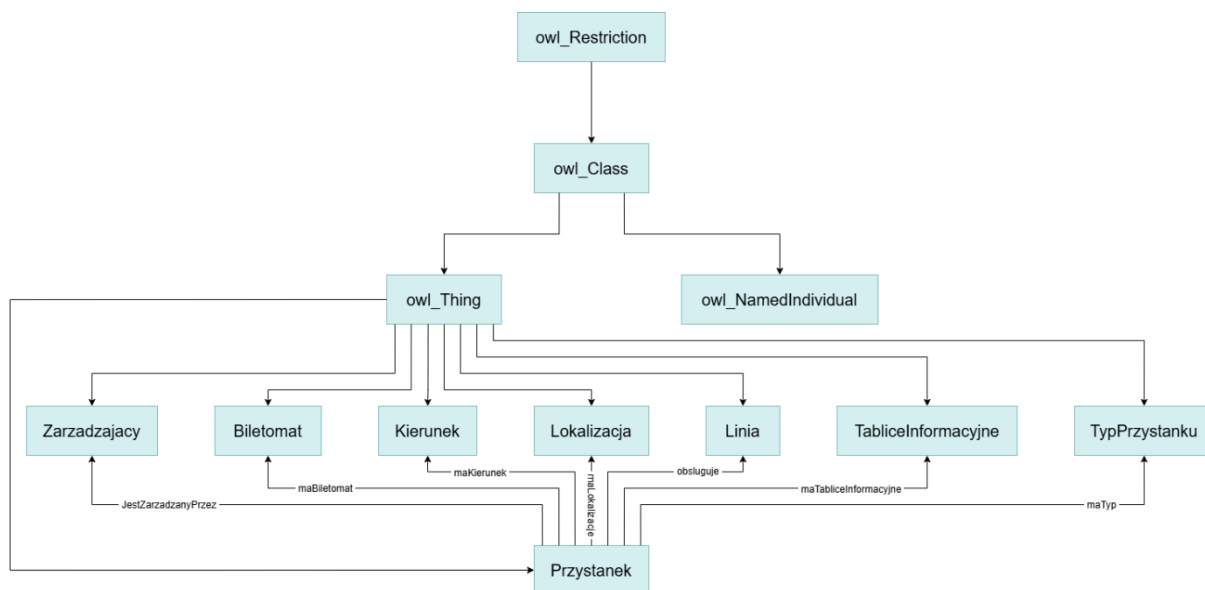 owl_Restriction
owl_Class
owl_Thing
owl_NamedIndividual
Zarzadzajacy
Biletomat
Kierunek
Lokalizacja
Linia
TabliceInformacyjne
TypPrzystanku
maKierunek
obsluguje
maBiletomat
maLokalizacje
maTabliceInformacyjne
JestZarzadzanyPrzez
maTyp
Przystanek